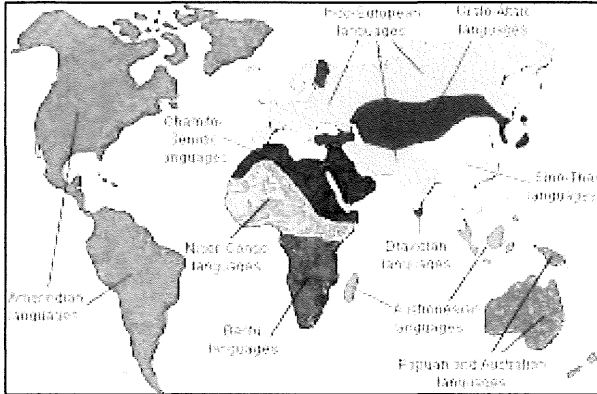 Indo-European
languages
Uralo-Altaic
languages
Chamito-
Semitic
languages
Sino-Thai
languages
Niger-Congo
languages
Dravidian
languages
Amerindian
languages
Bantu
languages
languages
Papuan and Australian
languages